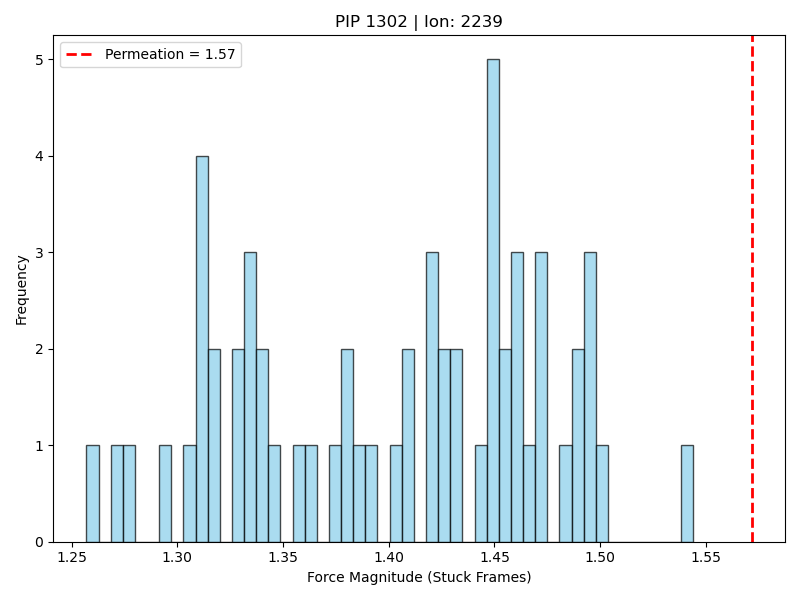 PIP 1302 | Ion: 2239
Permeation = 1.57
5
4
3
2
1
0
Frequency
1.25 1.30 1.35 1.40 1.45 1.50 1.55
Force Magnitude (Stuck Frames)